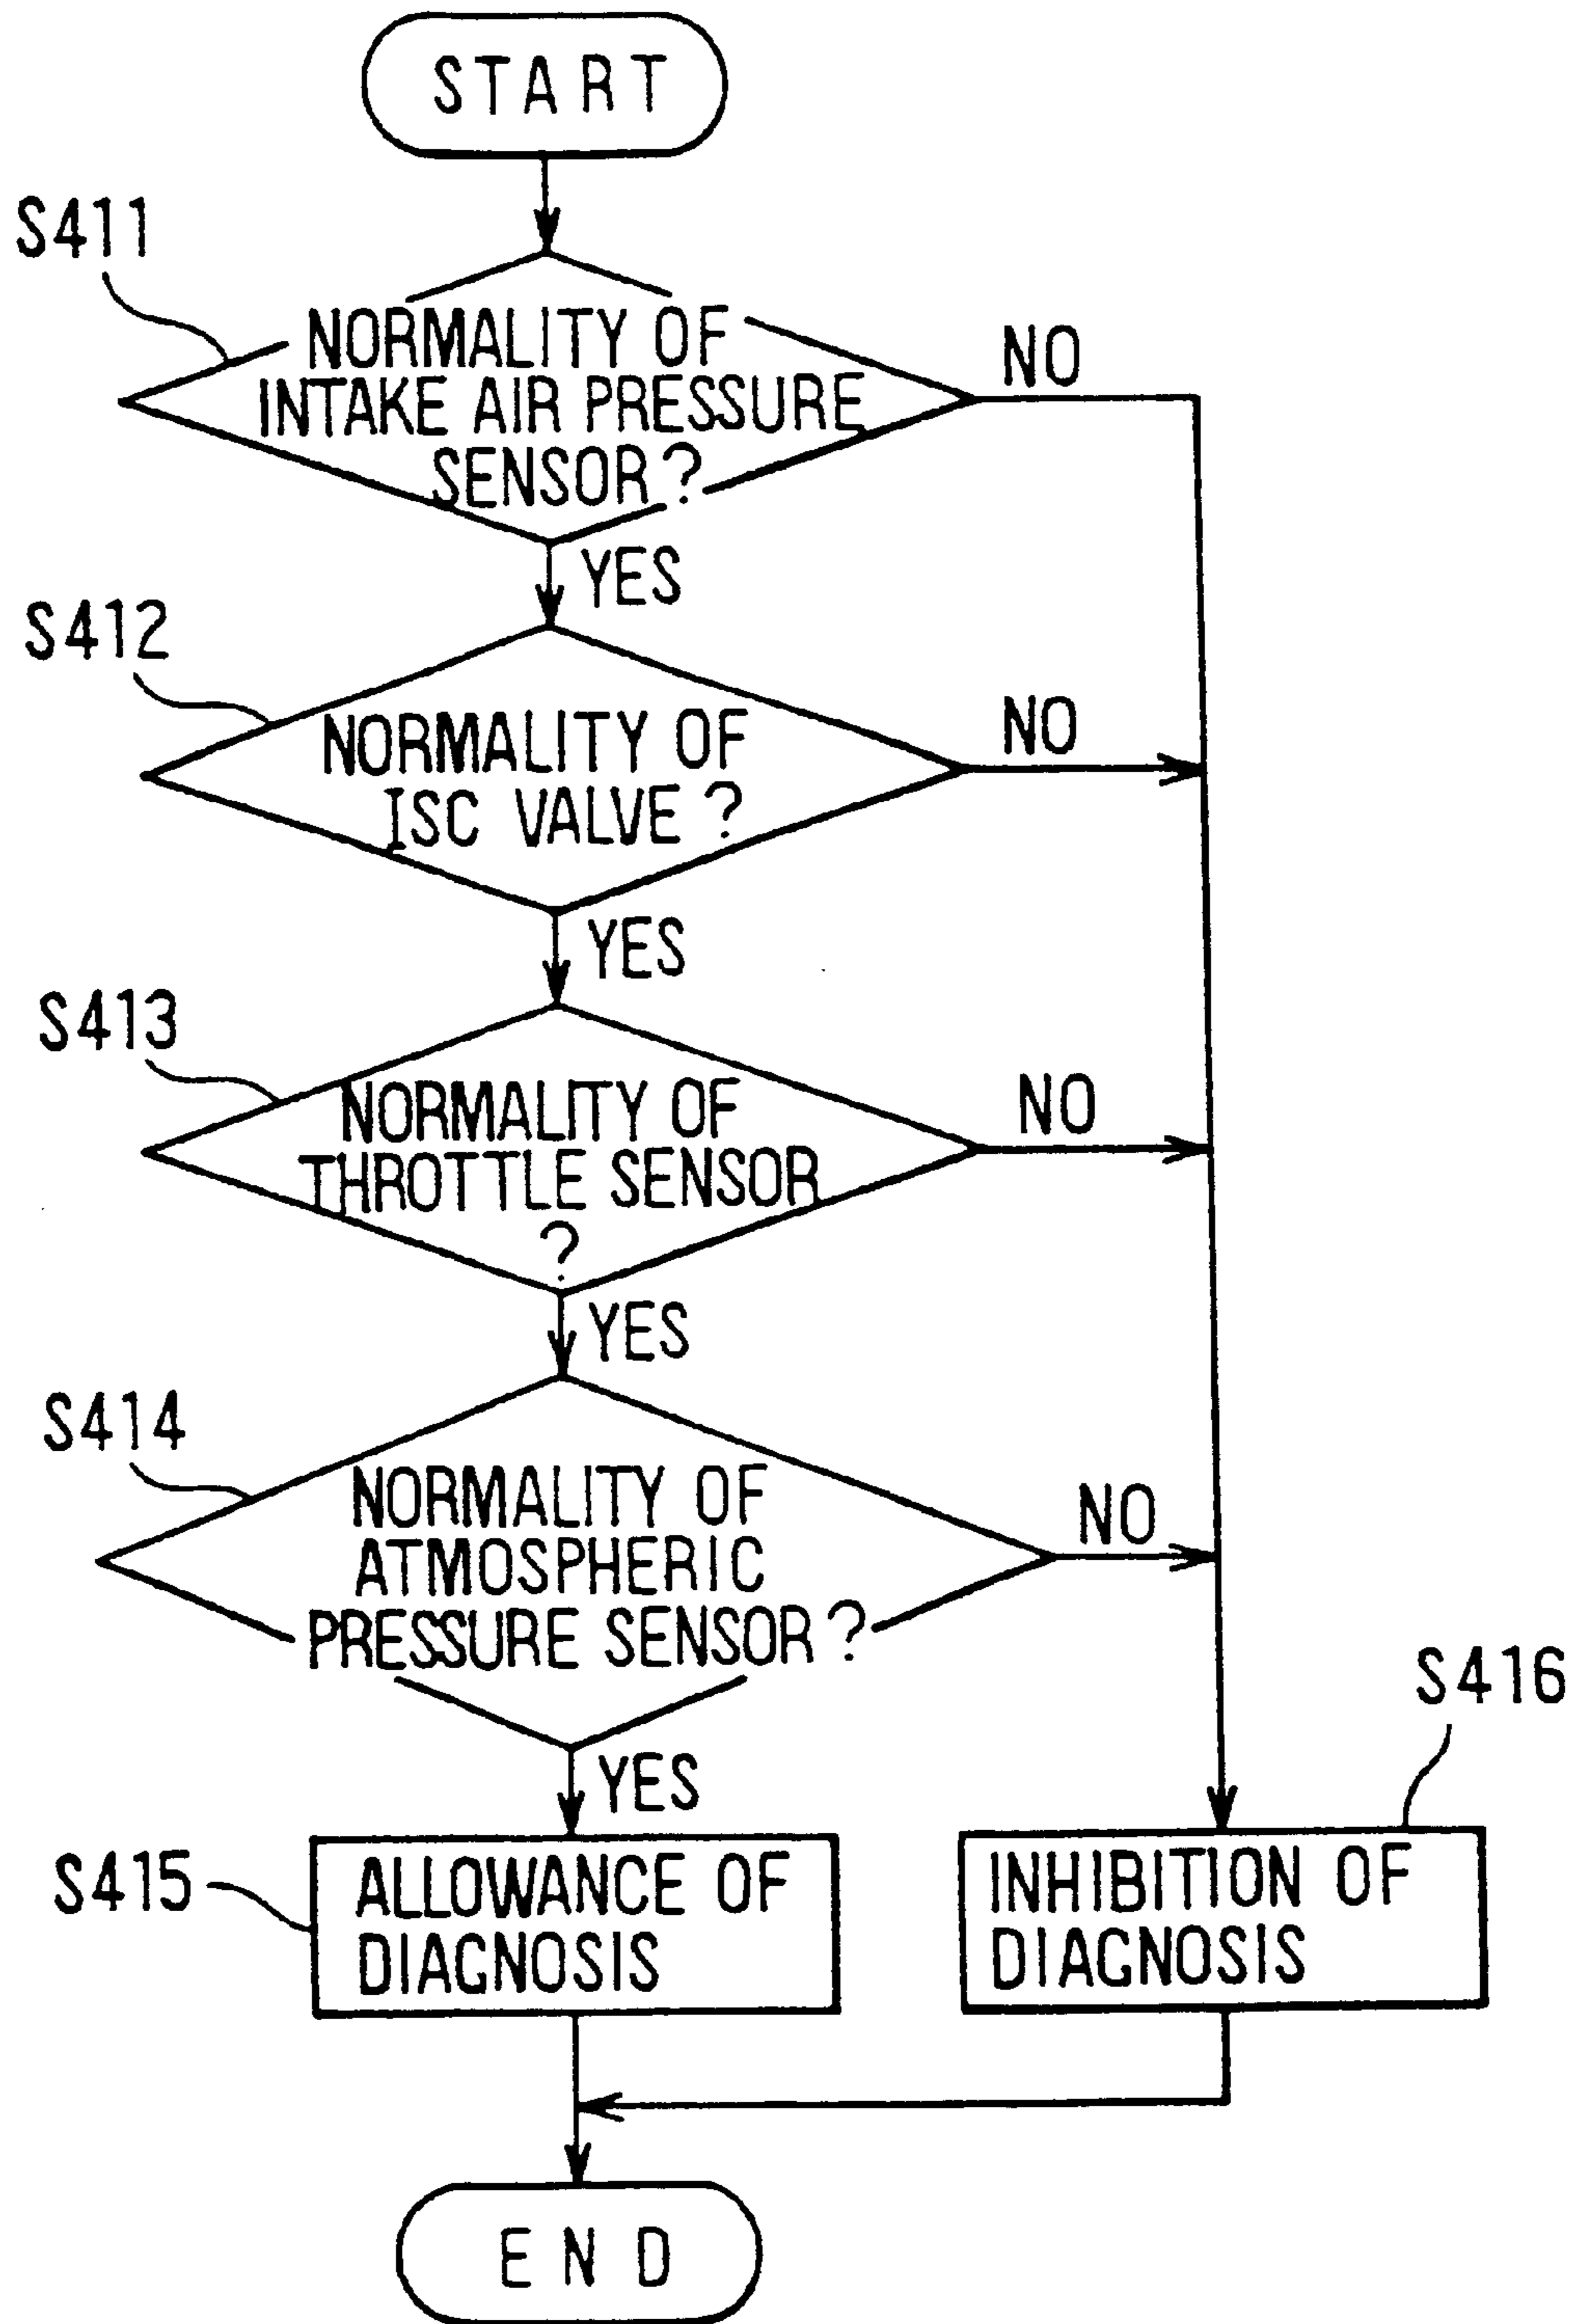 START
S411
NORMALITY OF
INTAKE AIR PRESSURE
SENSOR?
NO
YES
S412
NORMALITY OF
ISC VALVE?
NO
YES
S413
NORMALITY OF
THROTTLE SENSOR
?
NO
YES
S414
NORMALITY OF
ATMOSPHERIC
PRESSURE SENSOR?
NO
YES
S415
ALLOWANCE OF
DIAGNOSIS
S416
INHIBITION OF
DIAGNOSIS
END